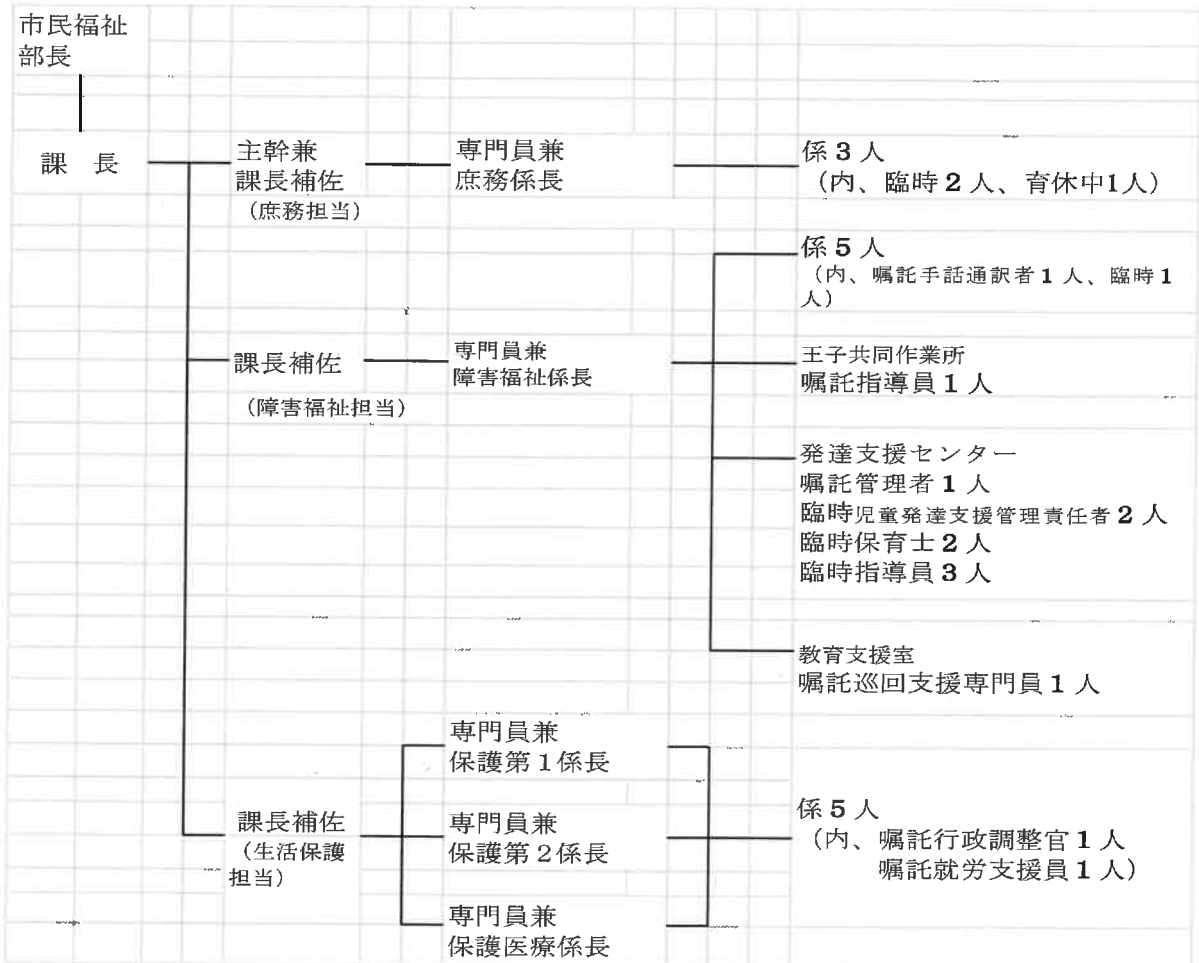 市民福祉
部長
課 長
主幹兼
課長補佐
（庶務担当）
専門員兼
庶務係長
係 3 人
（内、臨時 2 人、育休中1人）
係 5 人
（内、嘱託手話通訳者 1 人、臨時 1
人）
課長補佐
（障害福祉担当）
専門員兼
障害福祉係長
王子共同作業所
嘱託指導員 1 人
発達支援センター
嘱託管理者 1 人
臨時児童発達支援管理責任者 2 人
臨時保育士 2 人
臨時指導員 3 人
教育支援室
嘱託巡回支援専門員 1 人
課長補佐
（生活保護
担当）
専門員兼
保護第１係長
専門員兼
保護第２係長
専門員兼
保護医療係長
係 5 人
（内、嘱託行政調整官 1 人
嘱託就労支援員 1 人）